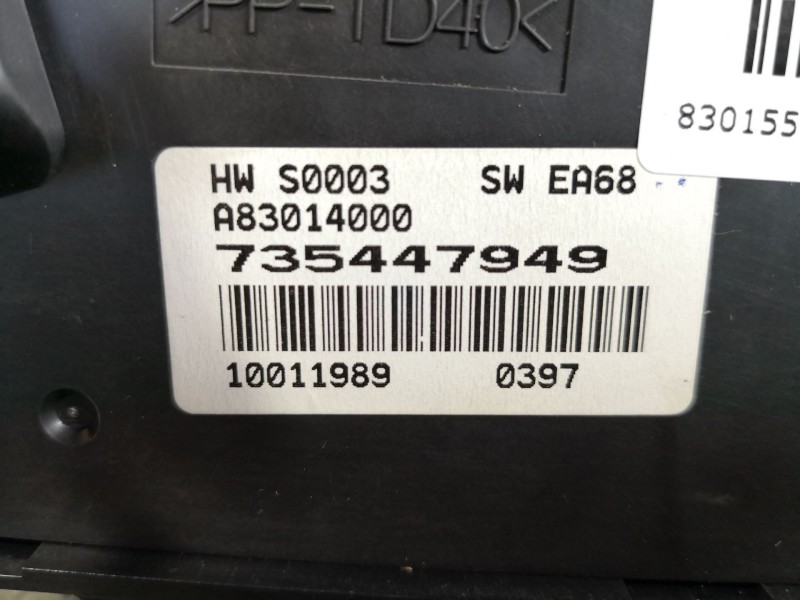 >PP-TD40<
830155
HW S0003 SW EA68
A83014000
735447949
10011989 0397